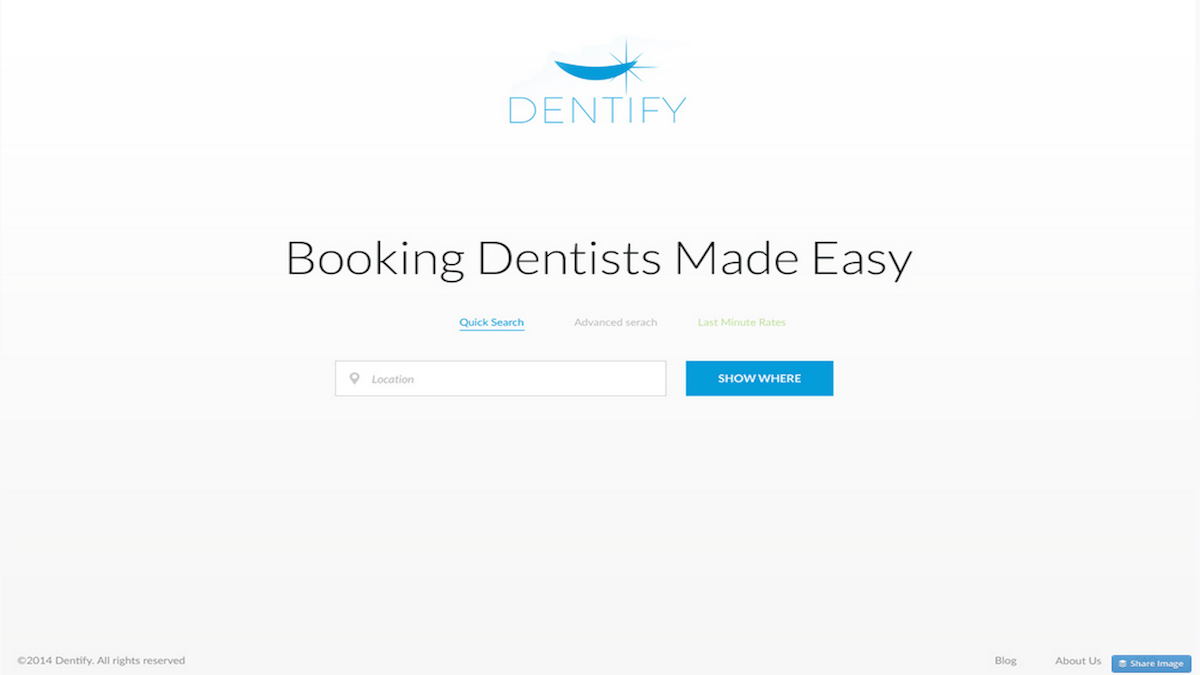 DENTIFY
Booking Dentists Made Easy
Quick Search Advanced serach Last Minute Rates
Location SHOW WHERE
©2014 Dentify. All rights reserved Blog About Us Share Image